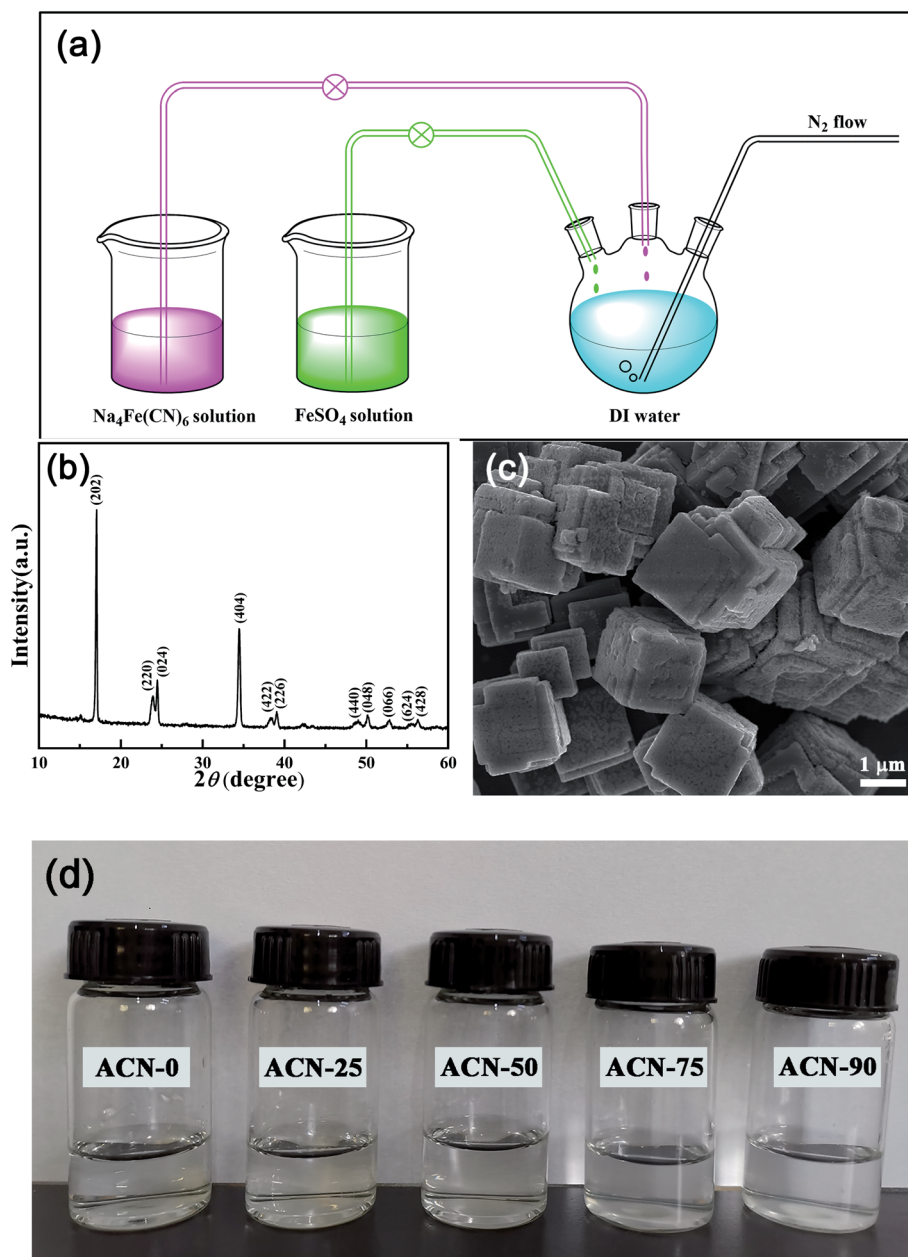 (a)
N₂ flow
Na₄Fe(CN)₆ solution
FeSO₄ solution
DI water
(b)
Intensity(a.u.)
(202)
(220)
(024)
(404)
(422)
(226)
(440)
(048)
(066)
(624)
(428)
10 20 30 40 50 60
2θ (degree)
(c)
1 μm
(d)
ACN-0 ACN-25 ACN-50 ACN-75 ACN-90